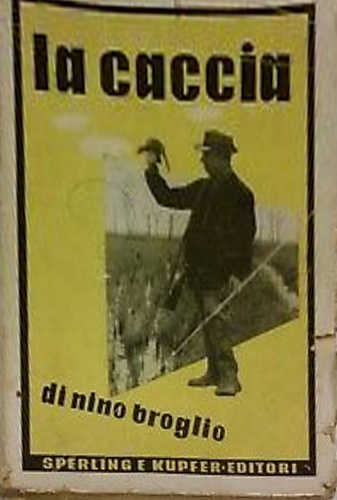 la caccia
di nino broglio
SPERLING E KUPFER·EDITORI